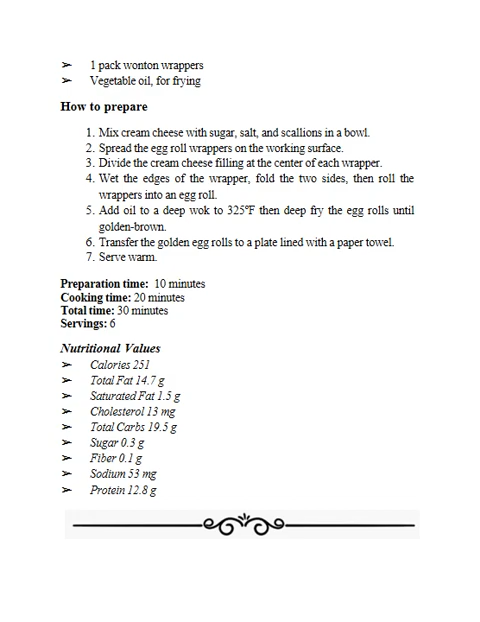 ➢ 1 pack wonton wrappers
➢ Vegetable oil, for frying
How to prepare
1. Mix cream cheese with sugar, salt, and scallions in a bowl.
2. Spread the egg roll wrappers on the working surface.
3. Divide the cream cheese filling at the center of each wrapper.
4. Wet the edges of the wrapper, fold the two sides, then roll the
wrappers into an egg roll.
5. Add oil to a deep wok to 325°F then deep fry the egg rolls until
golden-brown.
6. Transfer the golden egg rolls to a plate lined with a paper towel.
7. Serve warm.
Preparation time: 10 minutes
Cooking time: 20 minutes
Total time: 30 minutes
Servings: 6
Nutritional Values
➢ Calories 251
➢ Total Fat 14.7 g
➢ Saturated Fat 1.5 g
➢ Cholesterol 13 mg
➢ Total Carbs 19.5 g
➢ Sugar 0.3 g
➢ Fiber 0.1 g
➢ Sodium 53 mg
➢ Protein 12.8 g